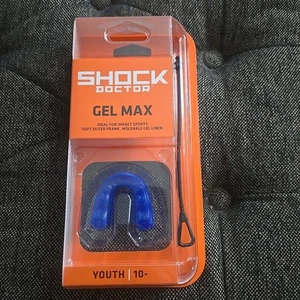 SHOCK
DOCTOR
GEL MAX
IDEAL FOR IMPACT SPORTS
SOFT OUTER FRAME, MOLDABLE GEL LINER
YOUTH | 10-